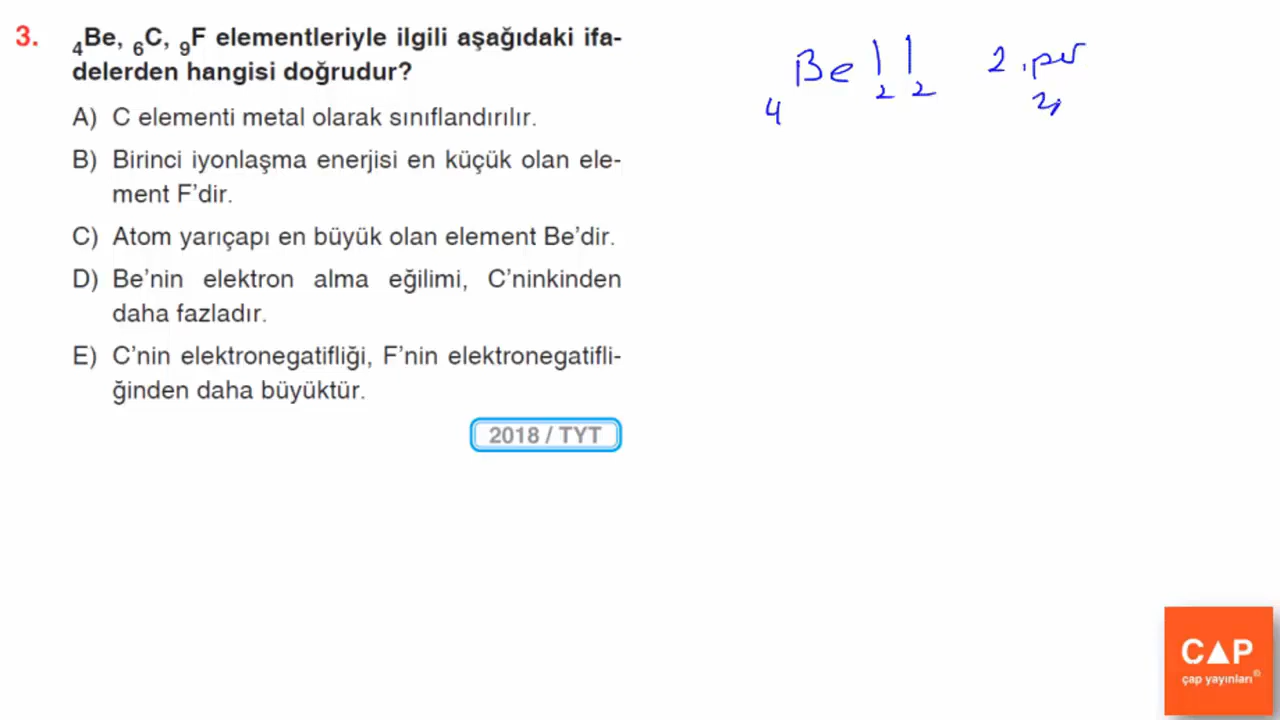 3. ₄Be, ₆C, ₉F elementleriyle ilgili aşağıdaki ifa-
delerden hangisi doğrudur?
A) C elementi metal olarak sınıflandırılır.
B) Birinci iyonlaşma enerjisi en küçük olan ele-
ment F’dir.
C) Atom yarıçapı en büyük olan element Be’dir.
D) Be’nin elektron alma eğilimi, C’ninkinden
daha fazladır.
E) C’nin elektronegatifliği, F’nin elektronegatifli-
ğinden daha büyüktür.
2018 / TYT
₄Be ) ) 2. per
2 2
CAP
çap yayınları©